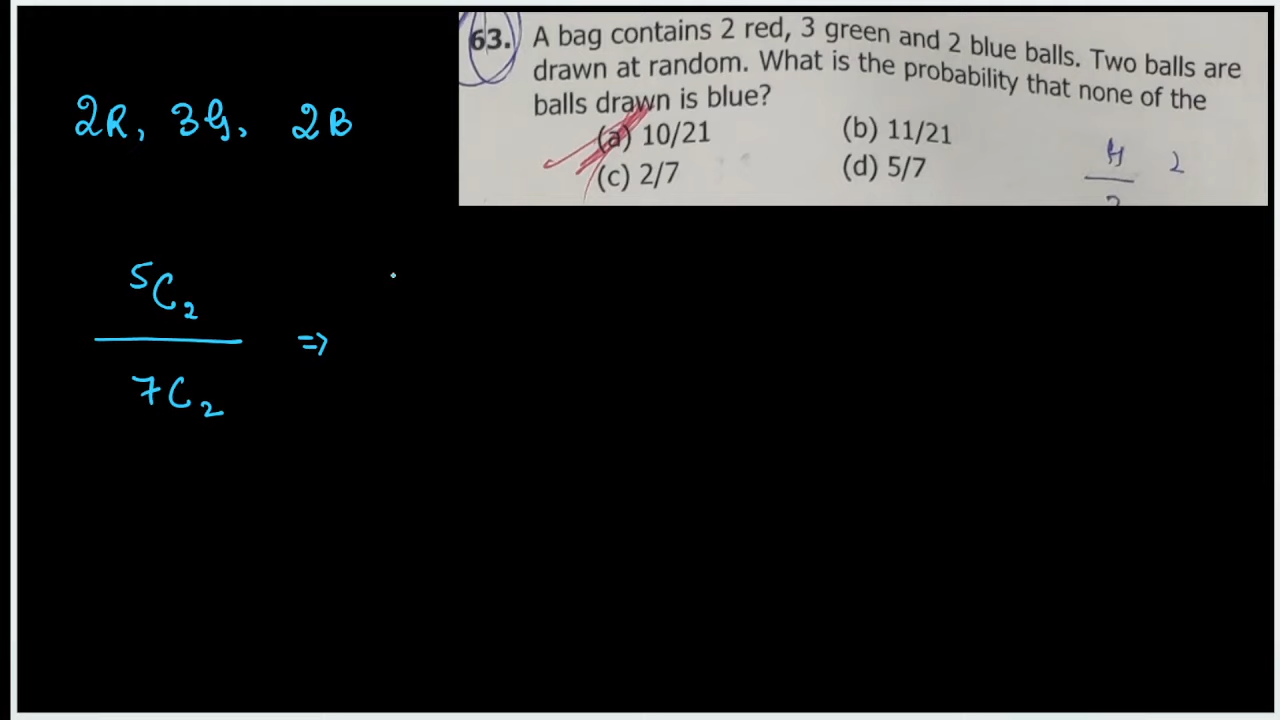 63. A bag contains 2 red, 3 green and 2 blue balls. Two balls are
drawn at random. What is the probability that none of the
balls drawn is blue?
(a) 10/21 (b) 11/21
(c) 2/7 (d) 5/7
2
2R, 3G, 2B
⁵C₂
7C₂
⇒